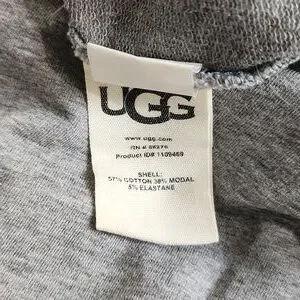 UGG
www.ugg.com
RN # 88276
Product ID# 1109469
SHELL:
57% COTTON 38% MODAL
5% ELASTANE